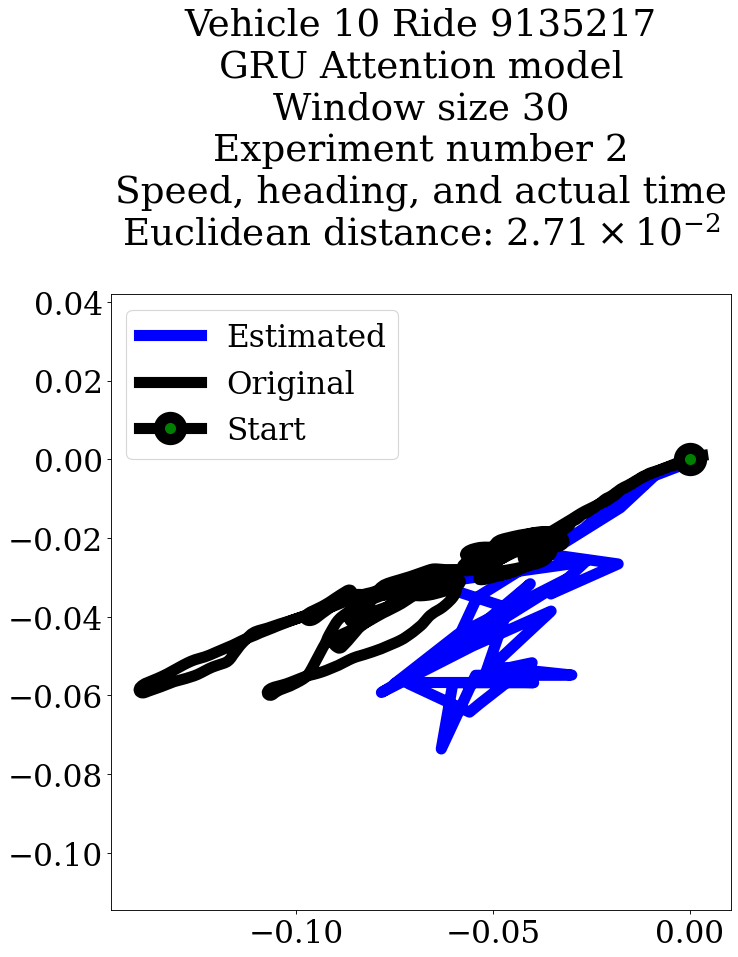 Vehicle 10 Ride 9135217
GRU Attention model
Window size 30
Experiment number 2
Speed, heading, and actual time
Euclidean distance: 2.71 × 10⁻²
0.04
0.02
0.00
−0.02
−0.04
−0.06
−0.08
−0.10
Estimated
Original
Start
−0.10
−0.05
0.00